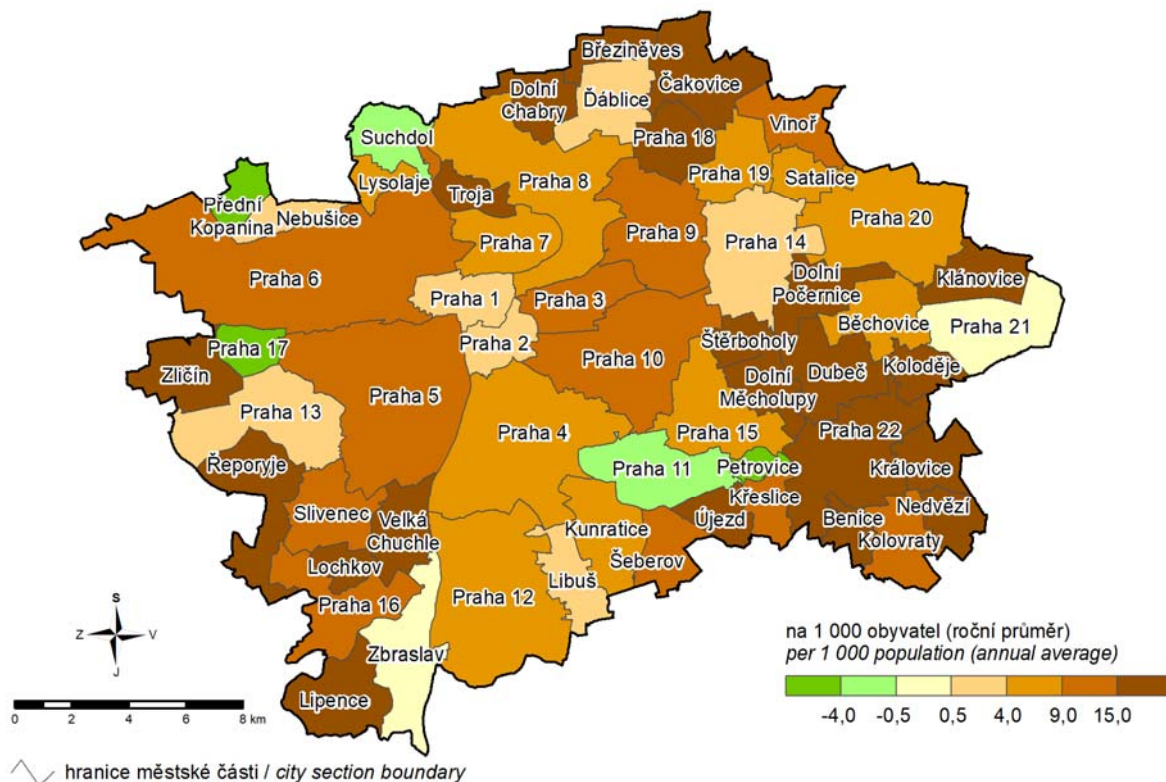 Březiněves
Dolní
Chabry
Ďáblice
Čakovice
Suchdol
Praha 18
Vinoř
Lysolaje
Troja
Praha 8
Praha 19
Satalice
Přední
Kopanina
Nebušice
Praha 7
Praha 9
Praha 14
Praha 20
Praha 6
Praha 1
Praha 3
Dolní
Počernice
Klánovice
Praha 17
Praha 2
Praha 10
Štěrboholy
Běchovice
Praha 21
Zličín
Praha 5
Dolní
Měcholupy
Dubeč
Koloděje
Praha 13
Praha 4
Praha 15
Praha 22
Řeporyje
Praha 11
Petrovice
Královice
Křeslice
Slivenec
Velká
Chuchle
Kunratice
Újezd
Benice
Nedvězí
Kolovraty
Lochkov
Šeberov
Libuš
Praha 16
Praha 12
Zbraslav
Lipence
S
Z
V
J
0 2 4 8 km
hranice městské části / city section boundary
na 1 000 obyvatel (roční průměr)
per 1 000 population (annual average)
-4,0 -0,5 0,5 4,0 9,0 15,0